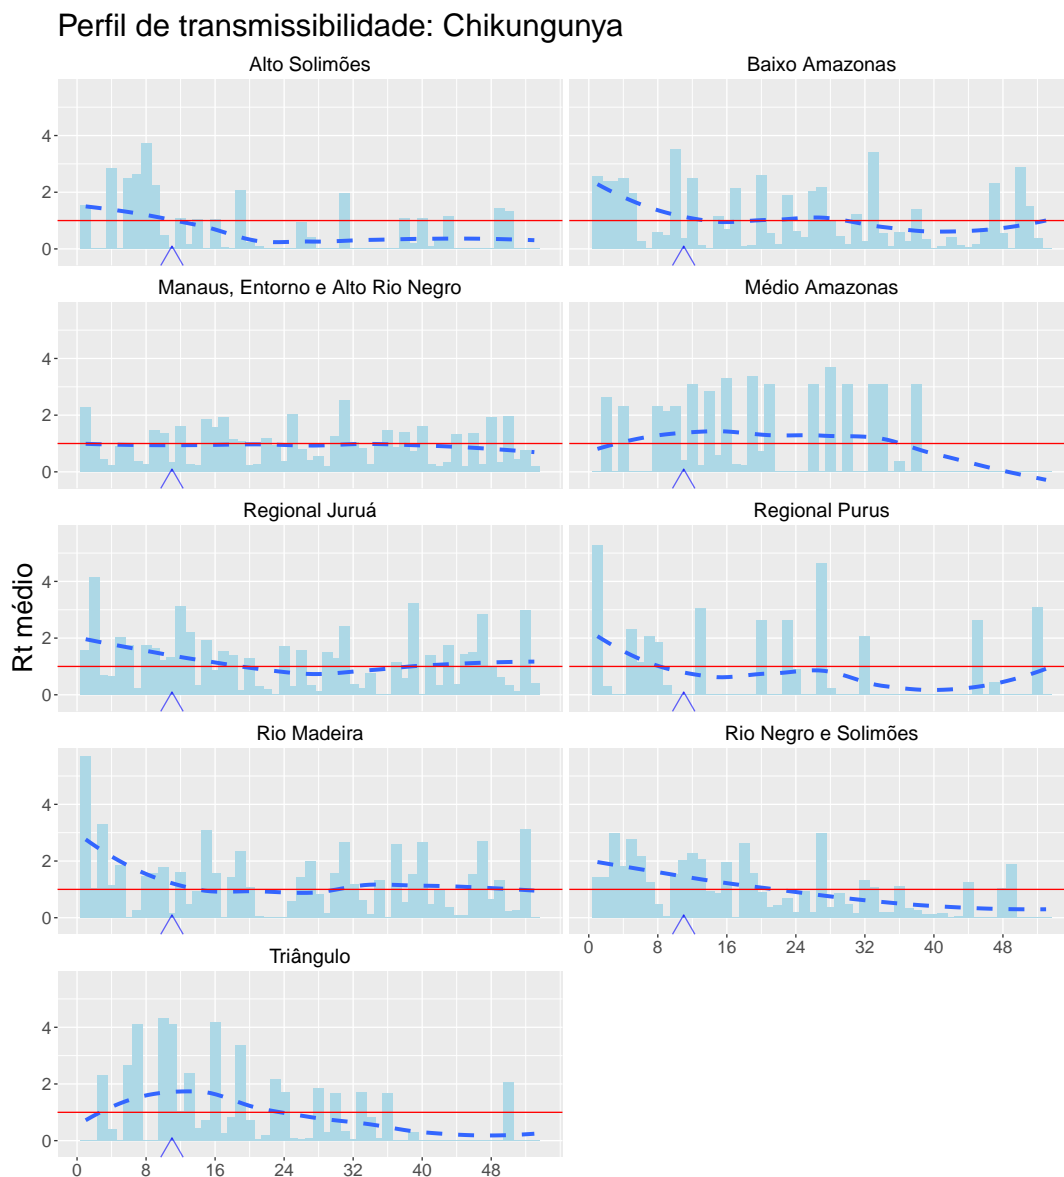 Perfil de transmissibilidade: Chikungunya
Alto Solimões
Baixo Amazonas
4
2
0
Manaus, Entorno e Alto Rio Negro
Médio Amazonas
4
2
0
Regional Juruá
Regional Purus
4
2
0
Rt médio
Rio Madeira
Rio Negro e Solimões
4
2
0
0 8 16 24 32 40 48
Triângulo
4
2
0
0 8 16 24 32 40 48